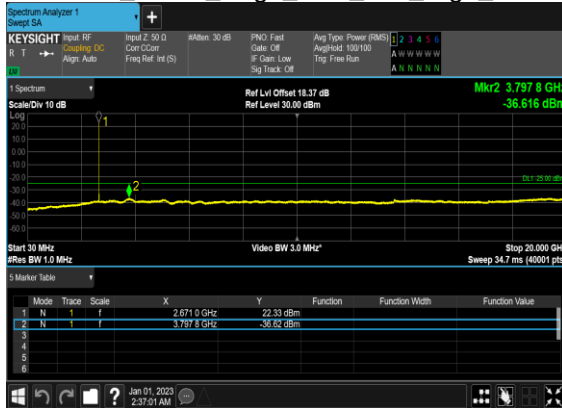 Spectrum Analyzer 1
Swept SA
+
KEYSIGHT Input: RF Input Z: 50 Ω #Atten: 30 dB PNO: Fast Avg Type: Power (RMS) 1 2 3 4 5 6
R T Coupling: DC Corr CCorr Gate: Off Avg|Hold: 100/100 A W W W W W
Align: Auto Freq Ref: Int (S) IF Gain: Low Trig: Free Run
LU Sig Track: Off A N N N N N
1 Spectrum Ref Lvl Offset 18.37 dB Mkr2 3.797 8 GHz
Scale/Div 10 dB Ref Level 30.00 dBm -36.616 dBm
Log
20.0
10.0
0.00
-10.0
-20.0
DL1 -25.00 dBm
-30.0
-40.0
-50.0
-60.0
1
2
Start 30 MHz Video BW 3.0 MHz* Stop 20.000 GHz
#Res BW 1.0 MHz Sweep 34.7 ms (40001 pts)
5 Marker Table
Mode Trace Scale X Y Function Function Width Function Value
1 N 1 f 2.671 0 GHz 22.33 dBm
2 N 1 f 3.797 8 GHz -36.62 dBm
3
4
5
6
? Jan 01, 2023
2:37:01 AM